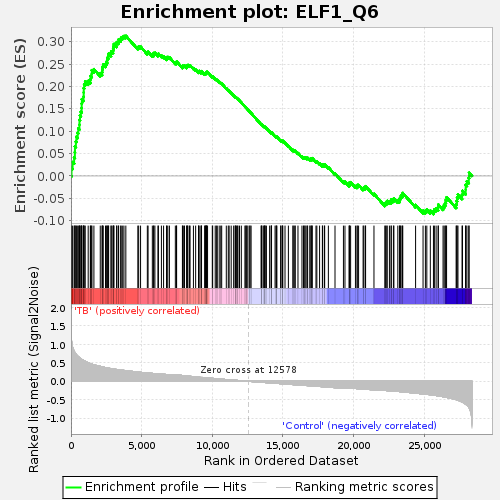 Enrichment plot: ELF1_Q6
Enrichment score (ES)
0.30
0.25
0.20
0.15
0.10
0.05
0.00
-0.05
-0.10
'TB' (positively correlated)
Ranked list metric (Signal2Noise)
2.0
1.5
1.0
0.5
0.0
-0.5
-1.0
Zero cross at 12578
'Control' (negatively correlated)
0
5,000
10,000
15,000
20,000
25,000
Rank in Ordered Dataset
Enrichment profile
Hits
Ranking metric scores